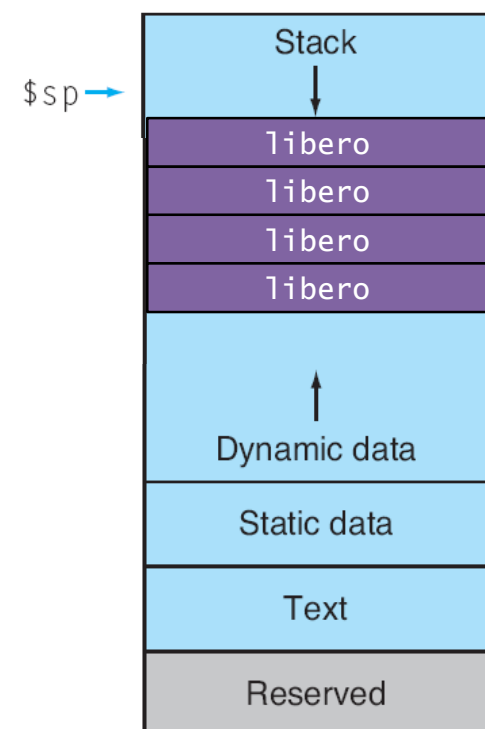 Stack
$sp
libero
libero
libero
libero
Dynamic data
Static data
Text
Reserved